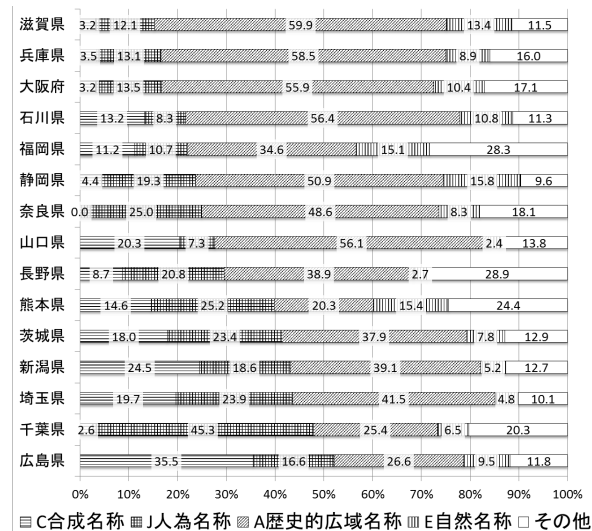 滋賀県 3.2 12.1 59.9 13.4 11.5
兵庫県 3.5 13.1 58.5 8.9 16.0
大阪府 3.2 13.5 55.9 10.4 17.1
石川県 13.2 8.3 56.4 10.8 11.3
福岡県 11.2 10.7 34.6 15.1 28.3
静岡県 4.4 19.3 50.9 15.8 9.6
奈良県 0.0 25.0 48.6 8.3 18.1
山口県 20.3 7.3 56.1 2.4 13.8
長野県 8.7 20.8 38.9 2.7 28.9
熊本県 14.6 25.2 20.3 15.4 24.4
茨城県 18.0 23.4 37.9 7.8 12.9
新潟県 24.5 18.6 39.1 5.2 12.7
埼玉県 19.7 23.9 41.5 4.8 10.1
千葉県 2.6 45.3 25.4 6.5 20.3
広島県 35.5 16.6 26.6 9.5 11.8
0% 10% 20% 30% 40% 50% 60% 70% 80% 90% 100%
C合成名称 J人為名称 A歴史的広域名称 E自然名称 その他